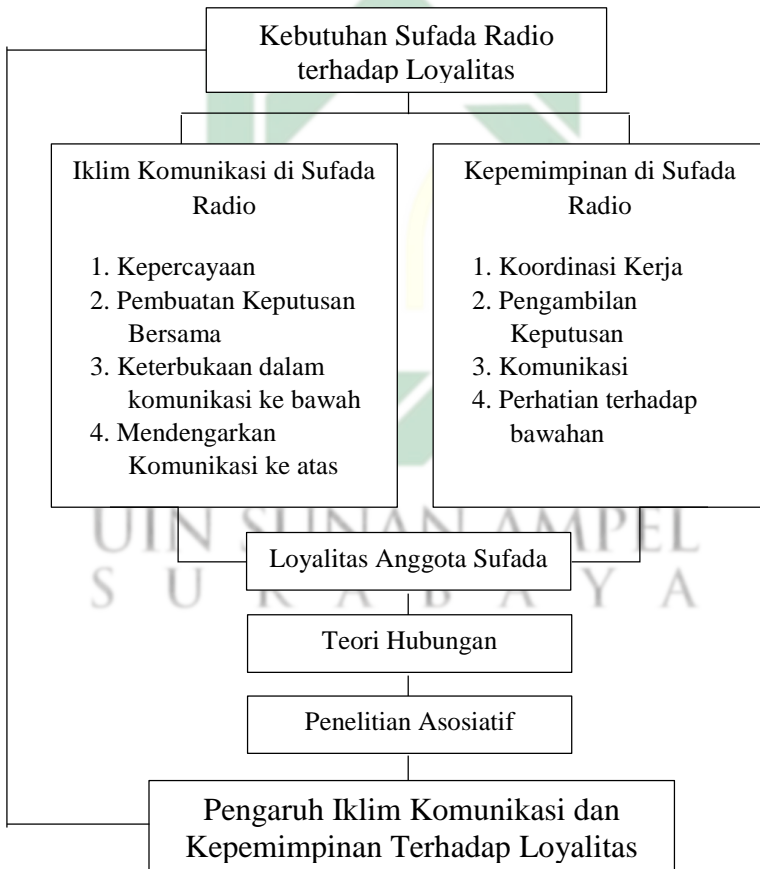 Kebutuhan Sufada Radio
terhadap Loyalitas
Iklim Komunikasi di Sufada
Radio
1. Kepercayaan
2. Pembuatan Keputusan
Bersama
3. Keterbukaan dalam
komunikasi ke bawah
4. Mendengarkan
Komunikasi ke atas
Kepemimpinan di Sufada
Radio
1. Koordinasi Kerja
2. Pengambilan
Keputusan
3. Komunikasi
4. Perhatian terhadap
bawahan
UIN SUNAN AMPEL
S U R A B A Y A
Loyalitas Anggota Sufada
Teori Hubungan
Penelitian Asosiatif
Pengaruh Iklim Komunikasi dan
Kepemimpinan Terhadap Loyalitas